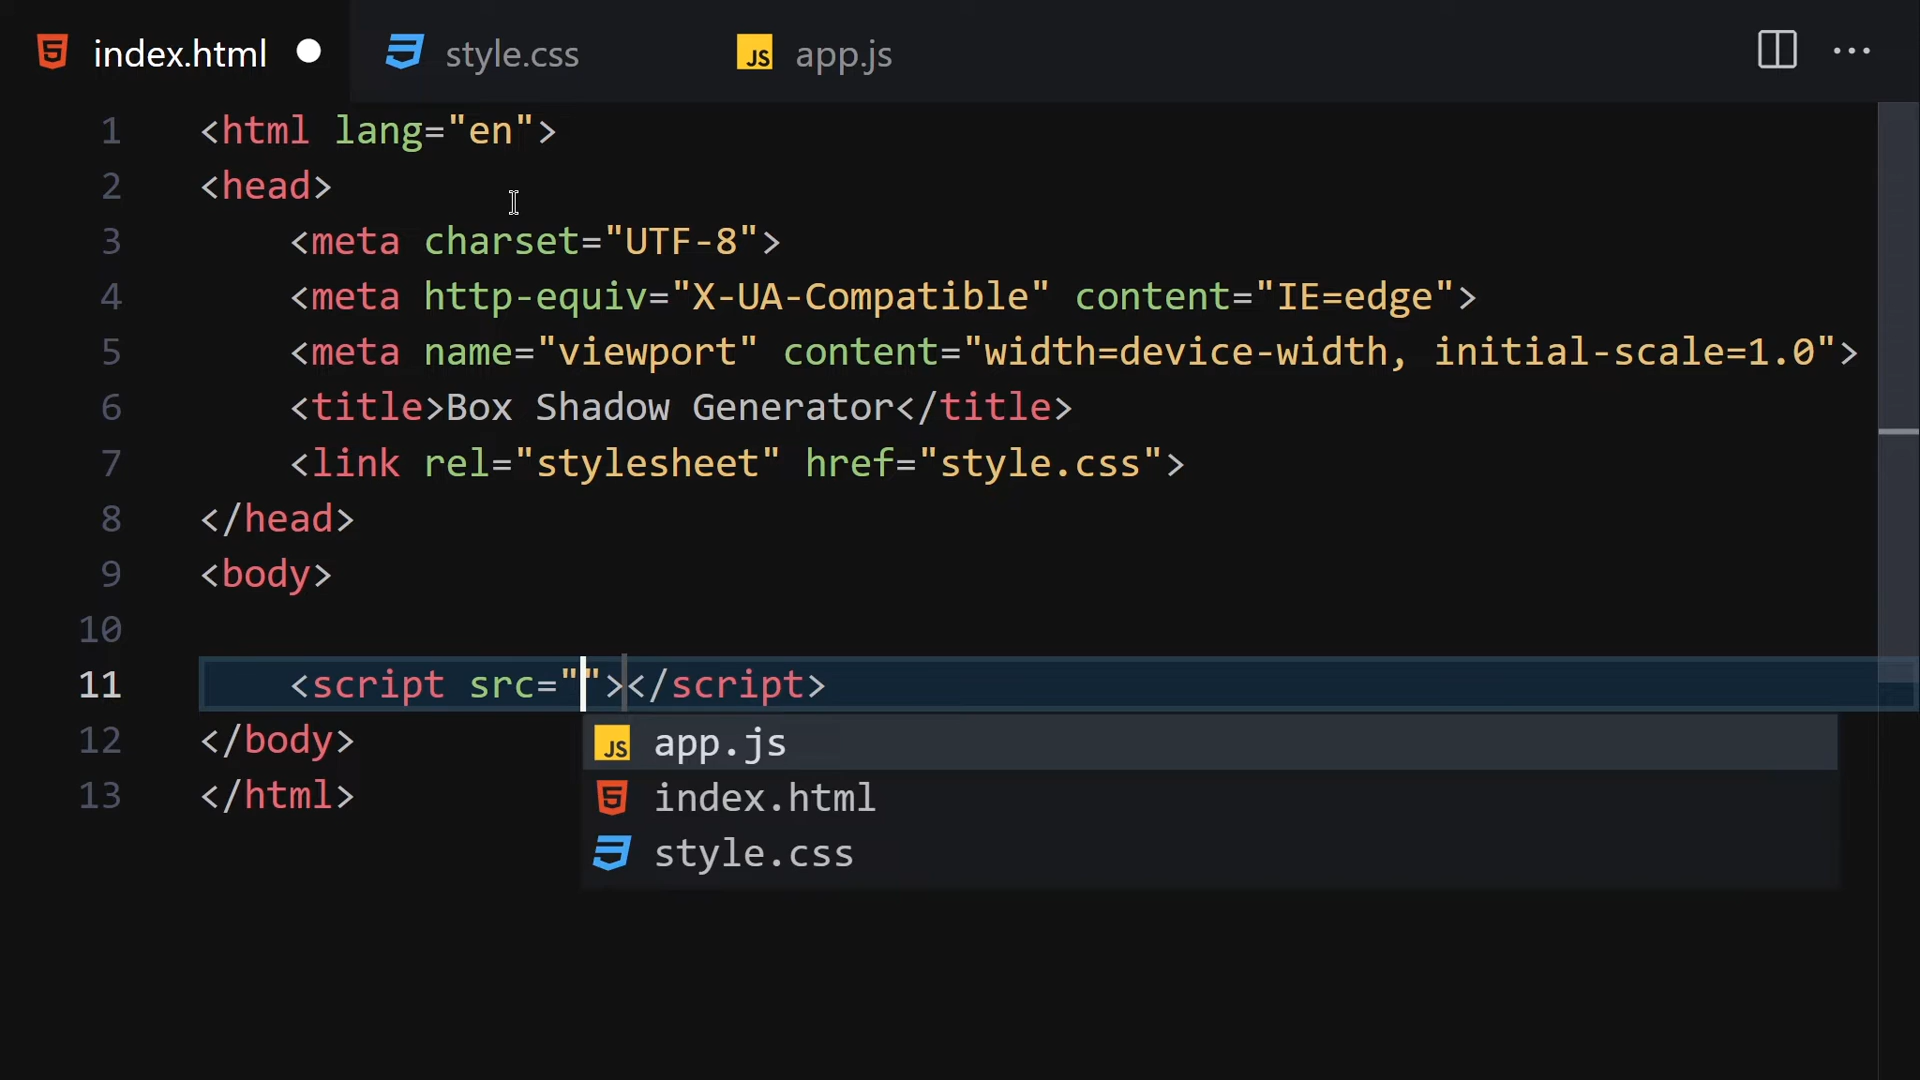 index.html style.css app.js
1 <html lang="en">
2 <head>
3 <meta charset="UTF-8">
4 <meta http-equiv="X-UA-Compatible" content="IE=edge">
5 <meta name="viewport" content="width=device-width, initial-scale=1.0">
6 <title>Box Shadow Generator</title>
7 <link rel="stylesheet" href="style.css">
8 </head>
9 <body>
10
11 <script src=""></script>
12 </body>
13 </html>
JS app.js
index.html
style.css